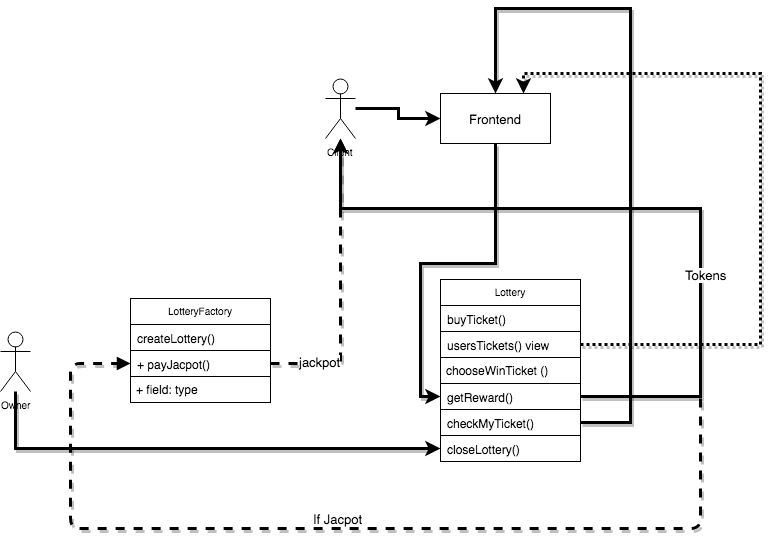 Frontend
Client
Tokens
Lottery
LotteryFactory
buyTicket()
createLottery()
usersTickets() view
+ payJacpot()
jackpot
chooseWinTicket ()
+ field: type
getReward()
Owner
checkMyTicket()
closeLottery()
If Jacpot